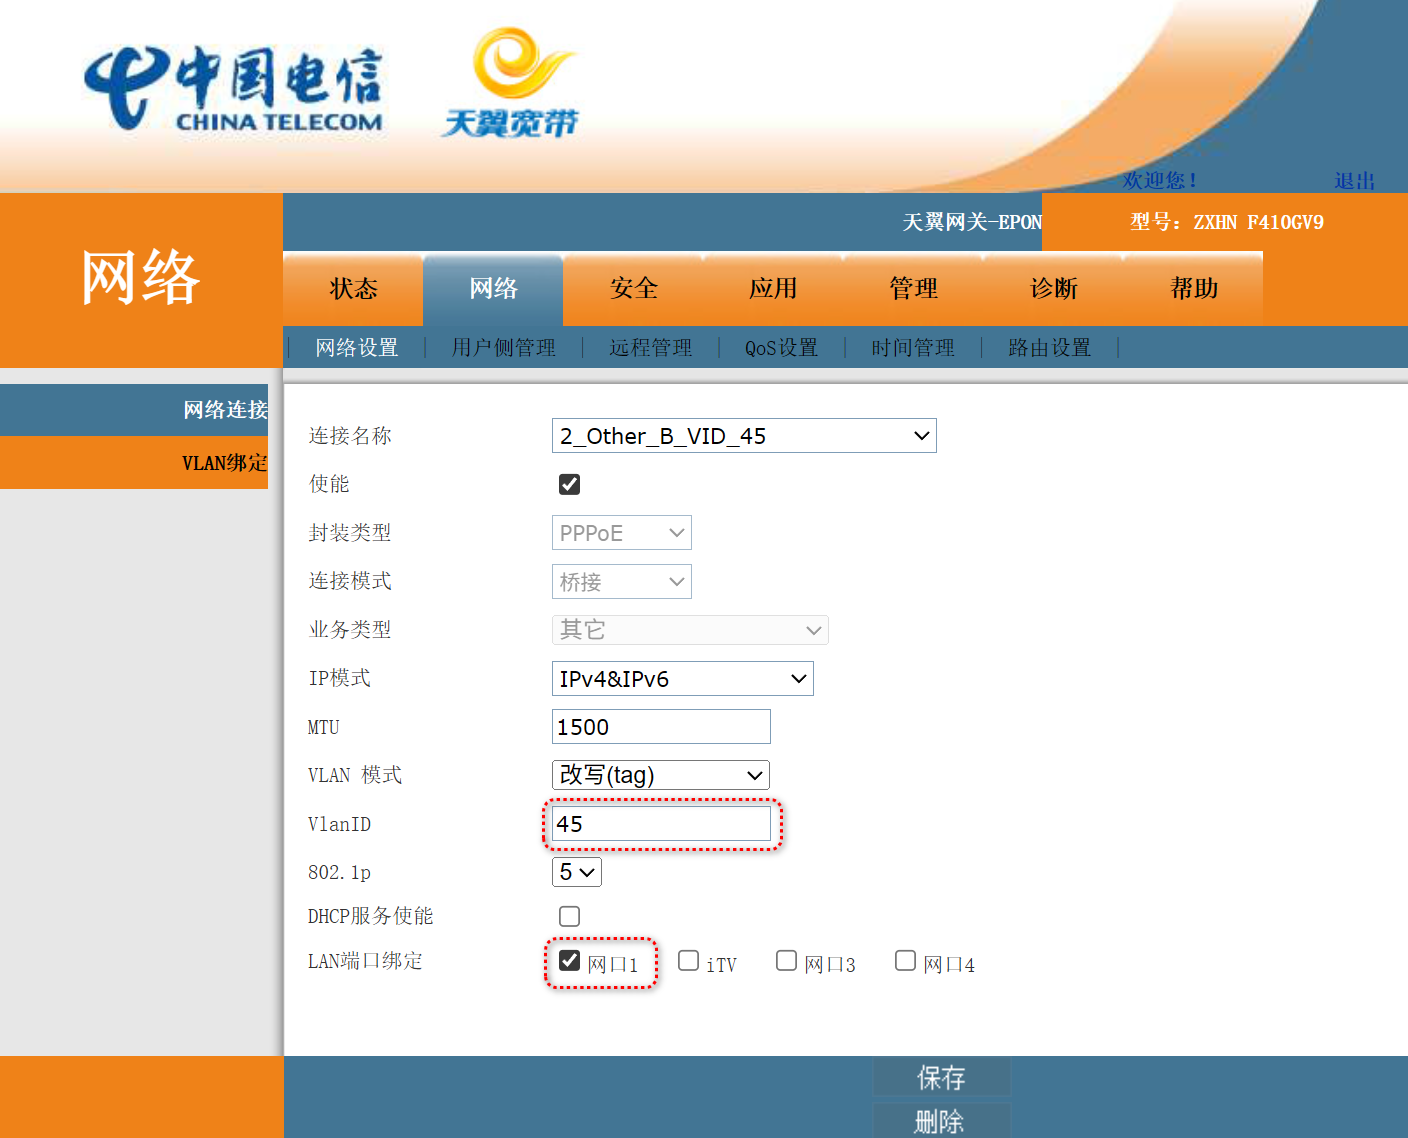 中国电信
CHINA TELECOM
天翼宽带
欢迎您！ 退出
天翼网关-EPON 型号：ZXHN F410GV9
网络
状态 网络 安全 应用 管理 诊断 帮助
网络设置 用户侧管理 远程管理 QoS设置 时间管理 路由设置
网络连接
VLAN绑定
连接名称 2_Other_B_VID_45
使能
封装类型 PPPoE
连接模式 桥接
业务类型 其它
IP模式 IPv4&IPv6
MTU 1500
VLAN 模式 改写(tag)
VlanID 45
802.1p 5
DHCP服务使能
LAN端口绑定 网口1 iTV 网口3 网口4
保存
删除